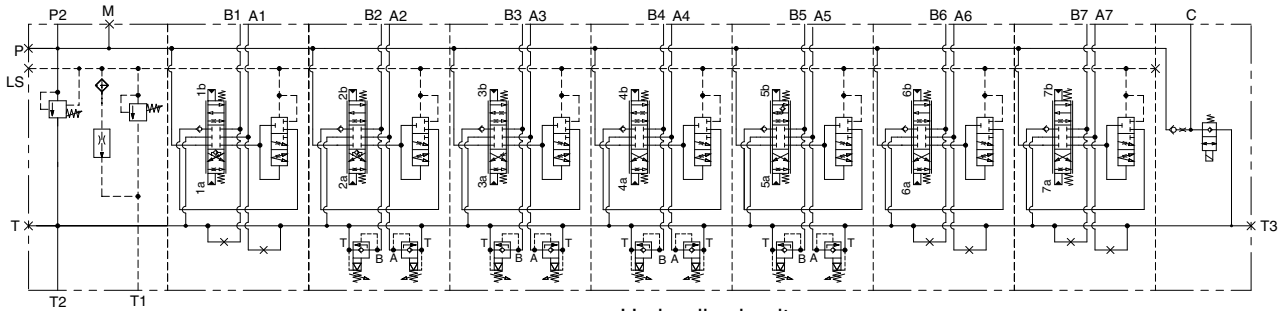 P2 M B1 A1 B2 A2 B3 A3 B4 A4 B5 A5 B6 A6 B7 A7 C
P
LS
1b 2b 3b 4b 5b 6b 7b
1a 2a 3a 4a 5a 6a 7a
T T3
T B A T T B A T T B A T T B A T
T2 T1